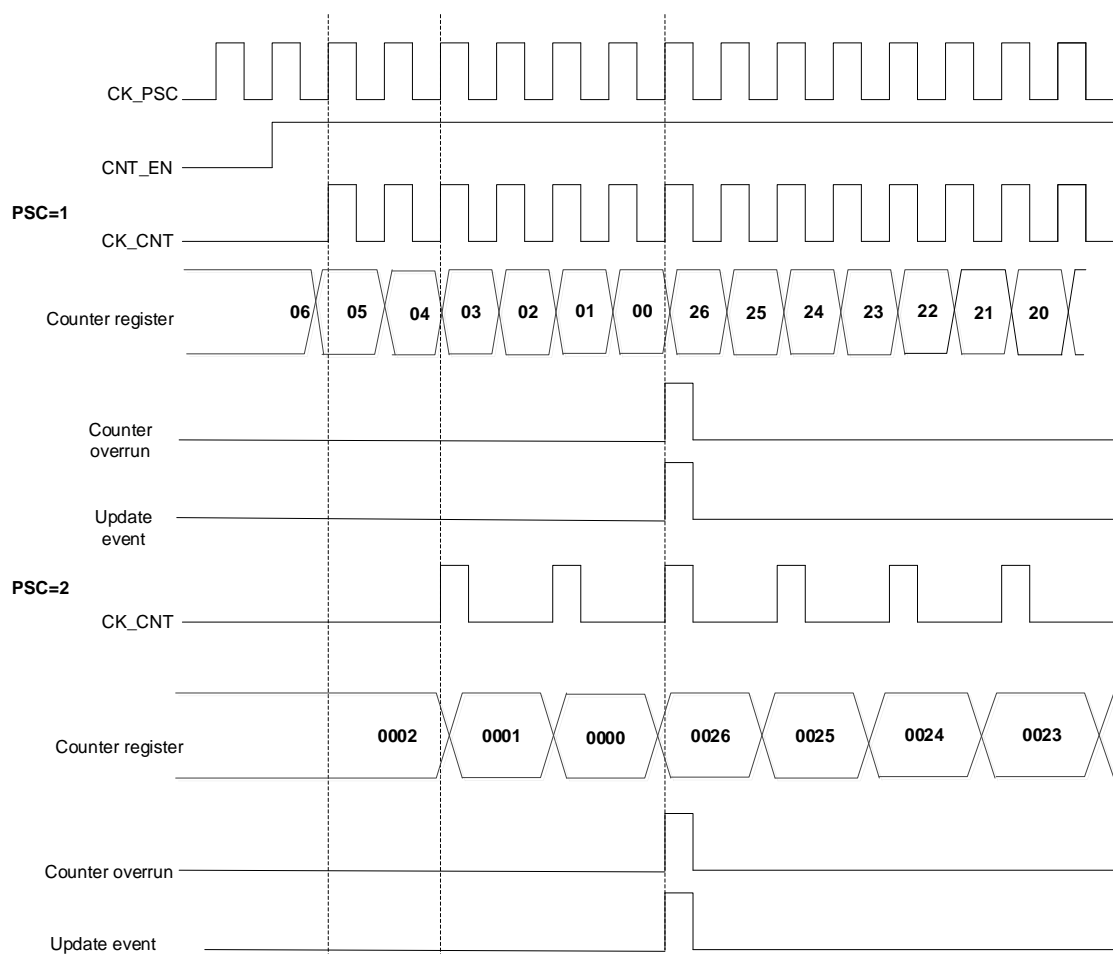 CK_PSC
CNT_EN
PSC=1
CK_CNT
Counter register 06 05 04 03 02 01 00 26 25 24 23 22 21 20
Counter
overrun
Update
event
PSC=2
CK_CNT
Counter register 0002 0001 0000 0026 0025 0024 0023
Counter overrun
Update event